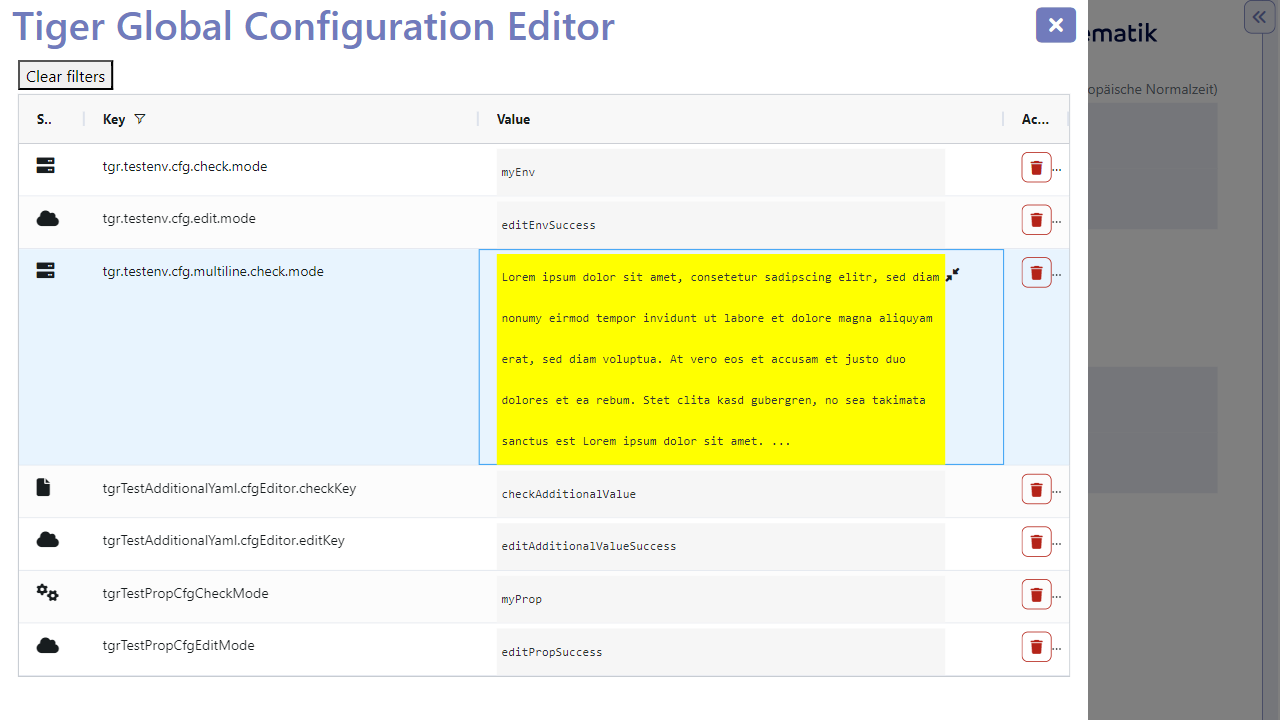 Tiger Global Configuration Editor
Clear filters
S.. Key Value Ac...
tgr.testenv.cfg.check.mode myEnv ...
tgr.testenv.cfg.edit.mode editEnvSuccess ...
tgr.testenv.cfg.multiline.check.mode Lorem ipsum dolor sit amet, consetetur sadipscing elitr, sed diam ...
nonumy eirmod tempor invidunt ut labore et dolore magna aliquyam
erat, sed diam voluptua. At vero eos et accusam et justo duo
dolores et ea rebum. Stet clita kasd gubergren, no sea takimata
sanctus est Lorem ipsum dolor sit amet. ...
tgrTestAdditionalYaml.cfgEditor.checkKey checkAdditionalValue ...
tgrTestAdditionalYaml.cfgEditor.editKey editAdditionalValueSuccess ...
tgrTestPropCfgCheckMode myProp ...
tgrTestPropCfgEditMode editPropSuccess ...
ematik
opäische Normalzeit)